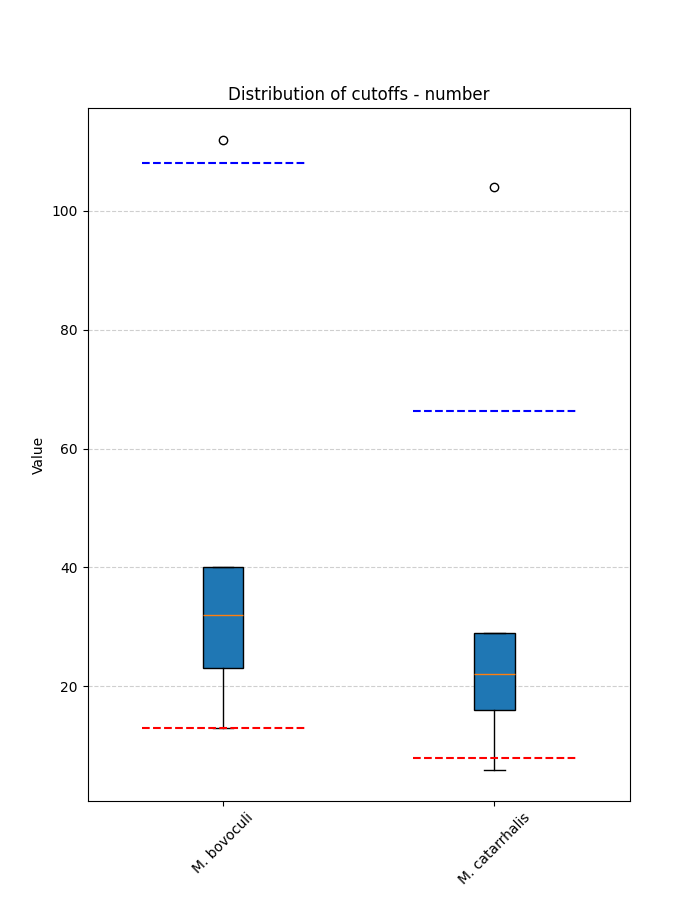 Distribution of cutoffs - number
Value
100
80
60
40
20
M. bovoculi
M. catarrhalis